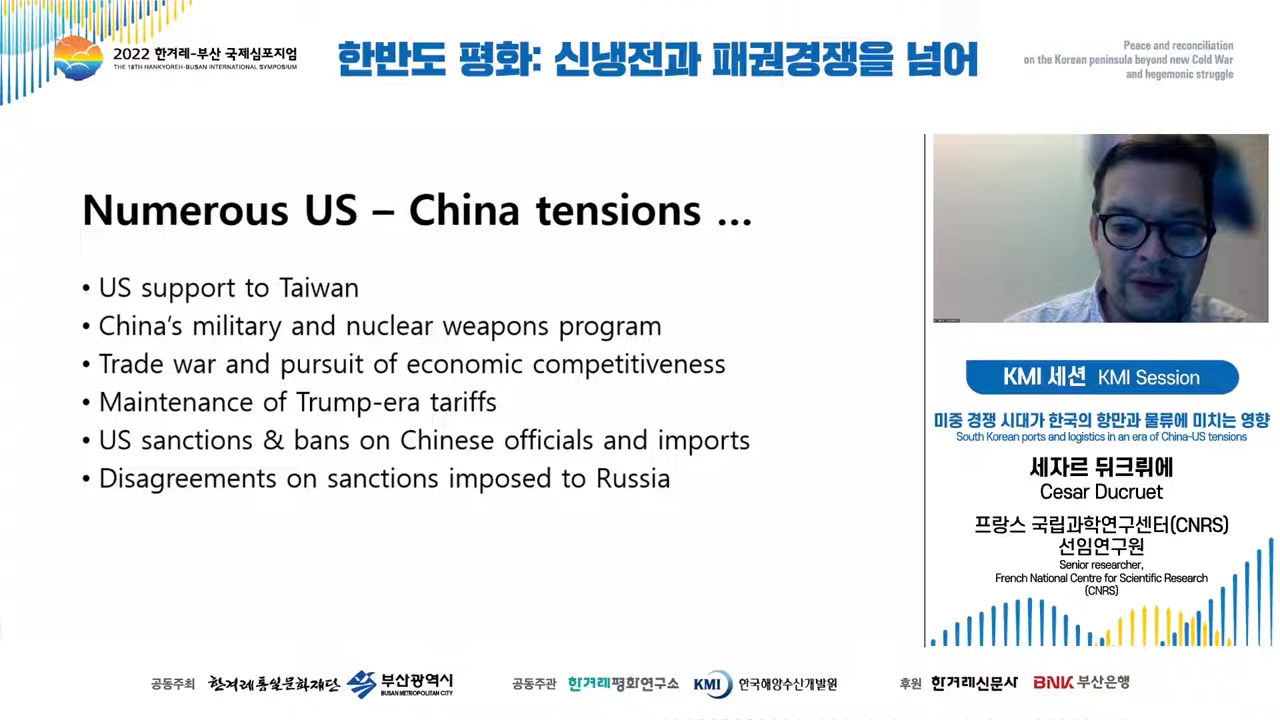 2022 한겨레-부산 국제심포지엄
THE 18TH HANKYOREH-BUSAN INTERNATIONAL SYMPOSIUM
한반도 평화: 신냉전과 패권경쟁을 넘어
Peace and reconciliation
on the Korean peninsula beyond new Cold War
and hegemonic struggle
Numerous US – China tensions ...
• US support to Taiwan
• China's military and nuclear weapons program
• Trade war and pursuit of economic competitiveness
• Maintenance of Trump-era tariffs
• US sanctions & bans on Chinese officials and imports
• Disagreements on sanctions imposed to Russia
KMI 세션 KMI Session
미중 경쟁 시대가 한국의 항만과 물류에 미치는 영향
South Korean ports and logistics in an era of China-US tensions
세자르 뒤크뤼에
Cesar Ducruet
프랑스 국립과학연구센터(CNRS)
선임연구원
Senior researcher,
French National Centre for Scientific Research
(CNRS)
공동주최 한겨레통일문화재단 부산광역시 BUSAN METROPOLITAN CITY 공동주관 한겨레평화연구소 KMI 한국해양수산개발원 후원 한겨레신문사 BNK 부산은행